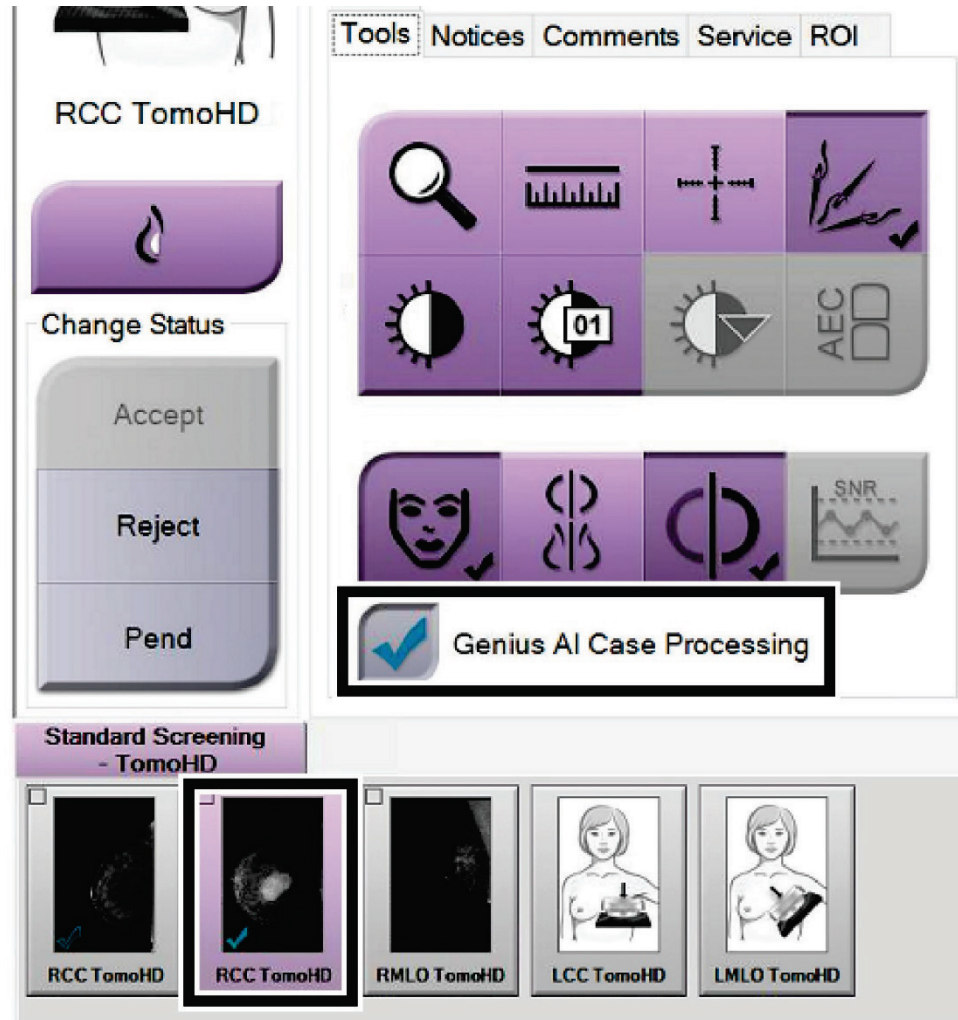 Tools Notices Comments Service ROI
RCC TomoHD
01
AEC
Change Status
Accept
Reject
Pend
SNR
Genius AI Case Processing
Standard Screening
- TomoHD
RCC TomoHD
RCC TomoHD
RMLO TomoHD
LCC TomoHD
LMLO TomoHD